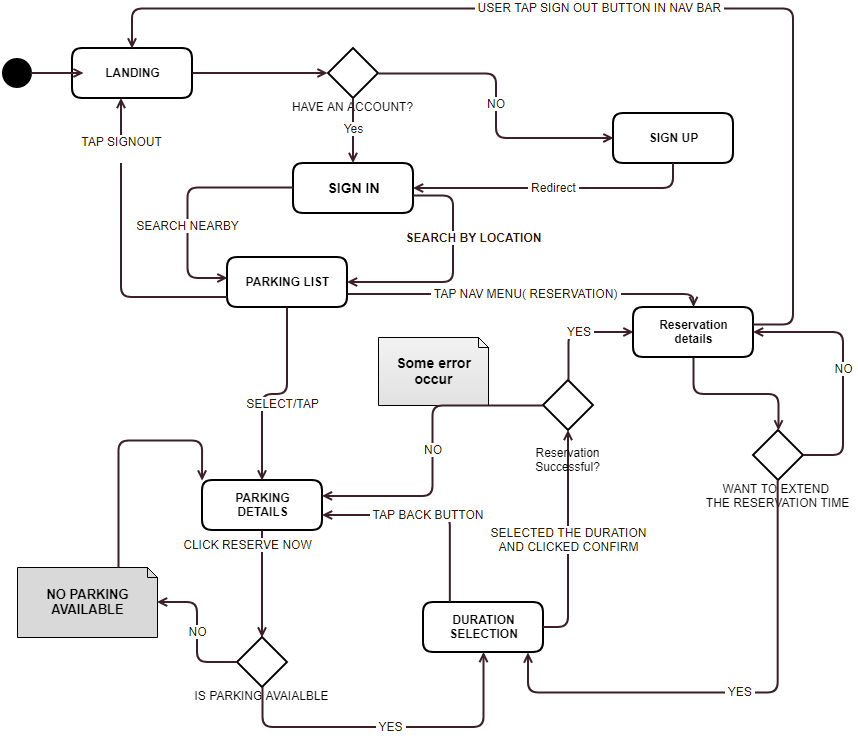 USER TAP SIGN OUT BUTTON IN NAV BAR
LANDING
HAVE AN ACCOUNT?
NO
Yes
TAP SIGNOUT
SIGN UP
SIGN IN
Redirect
SEARCH NEARBY
SEARCH BY LOCATION
PARKING LIST
TAP NAV MENU( RESERVATION)
Reservation
details
YES
Some error
occur
NO
SELECT/TAP
NO
Reservation
Successful?
WANT TO EXTEND
THE RESERVATION TIME
PARKING
DETAILS
TAP BACK BUTTON
CLICK RESERVE NOW
SELECTED THE DURATION
AND CLICKED CONFIRM
NO PARKING
AVAILABLE
DURATION
SELECTION
NO
IS PARKING AVAIALBLE
YES
YES